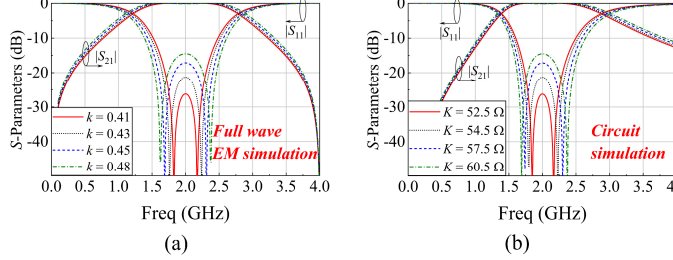 S-Parameters (dB)
0
-10
-20
-30
-40
|S21|
|S11|
k = 0.41
k = 0.43
k = 0.45
k = 0.48
Full wave
EM simulation
0.0 0.5 1.0 1.5 2.0 2.5 3.0 3.5 4.0
Freq (GHz)
(a)
S-Parameters (dB)
0
-10
-20
-30
-40
-50
|S11|
|S21|
K = 52.5 Ω
K = 54.5 Ω
K = 57.5 Ω
K = 60.5 Ω
Circuit
simulation
0.0 0.5 1.0 1.5 2.0 2.5 3.0 3.5 4.0
Freq (GHz)
(b)